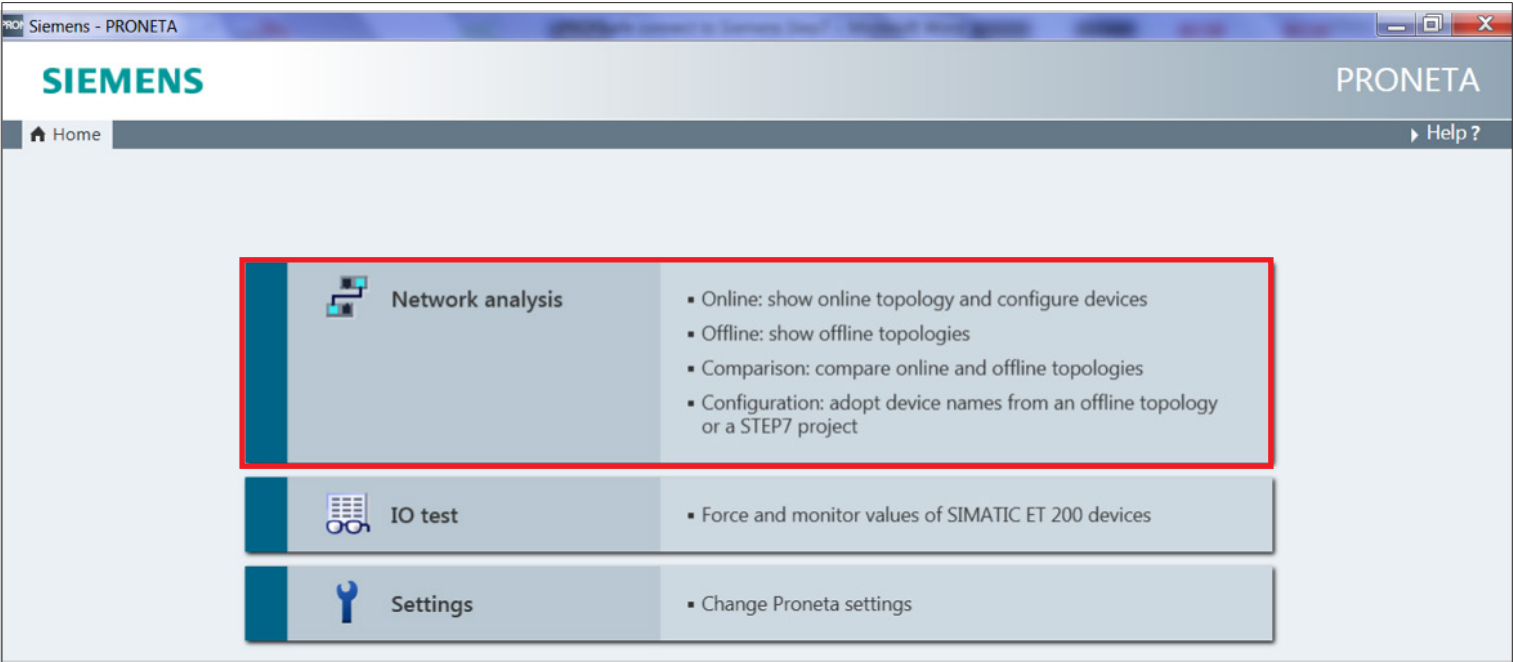 Siemens - PRONETA
SIEMENS
PRONETA
Home
Help ?
Network analysis
▪ Online: show online topology and configure devices
▪ Offline: show offline topologies
▪ Comparison: compare online and offline topologies
▪ Configuration: adopt device names from an offline topology
or a STEP7 project
IO test
▪ Force and monitor values of SIMATIC ET 200 devices
Settings
▪ Change Proneta settings